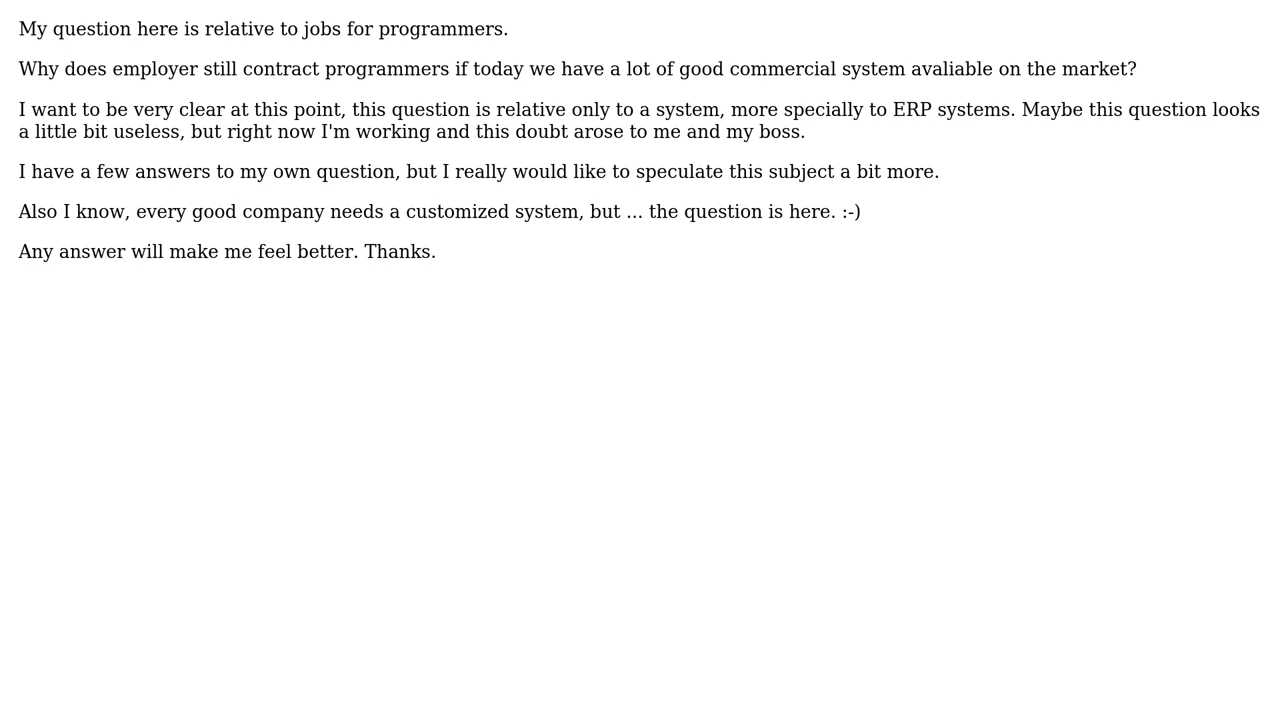 My question here is relative to jobs for programmers.
Why does employer still contract programmers if today we have a lot of good commercial system avaliable on the market?
I want to be very clear at this point, this question is relative only to a system, more specially to ERP systems. Maybe this question looks
a little bit useless, but right now I'm working and this doubt arose to me and my boss.
I have a few answers to my own question, but I really would like to speculate this subject a bit more.
Also I know, every good company needs a customized system, but ... the question is here. :-)
Any answer will make me feel better. Thanks.